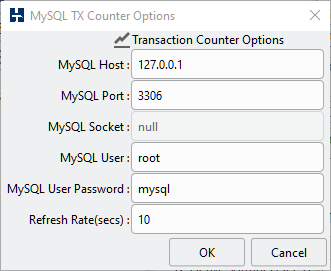 MySQL TX Counter Options
Transaction Counter Options
MySQL Host : 127.0.0.1
MySQL Port : 3306
MySQL Socket : null
MySQL User : root
MySQL User Password : mysql
Refresh Rate(secs) : 10
OK Cancel